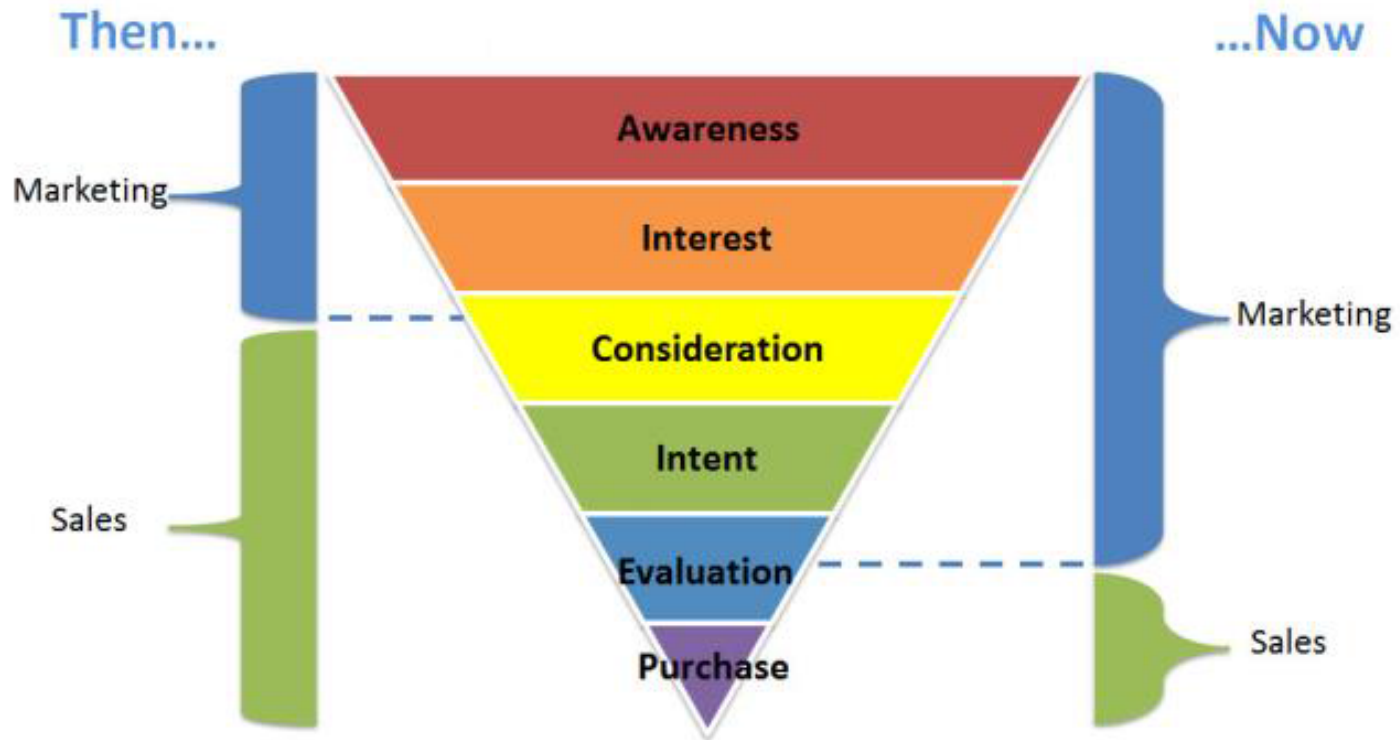 Then...
...Now
Awareness
Marketing
Interest
Marketing
Consideration
Intent
Sales
Evaluation
Sales
Purchase